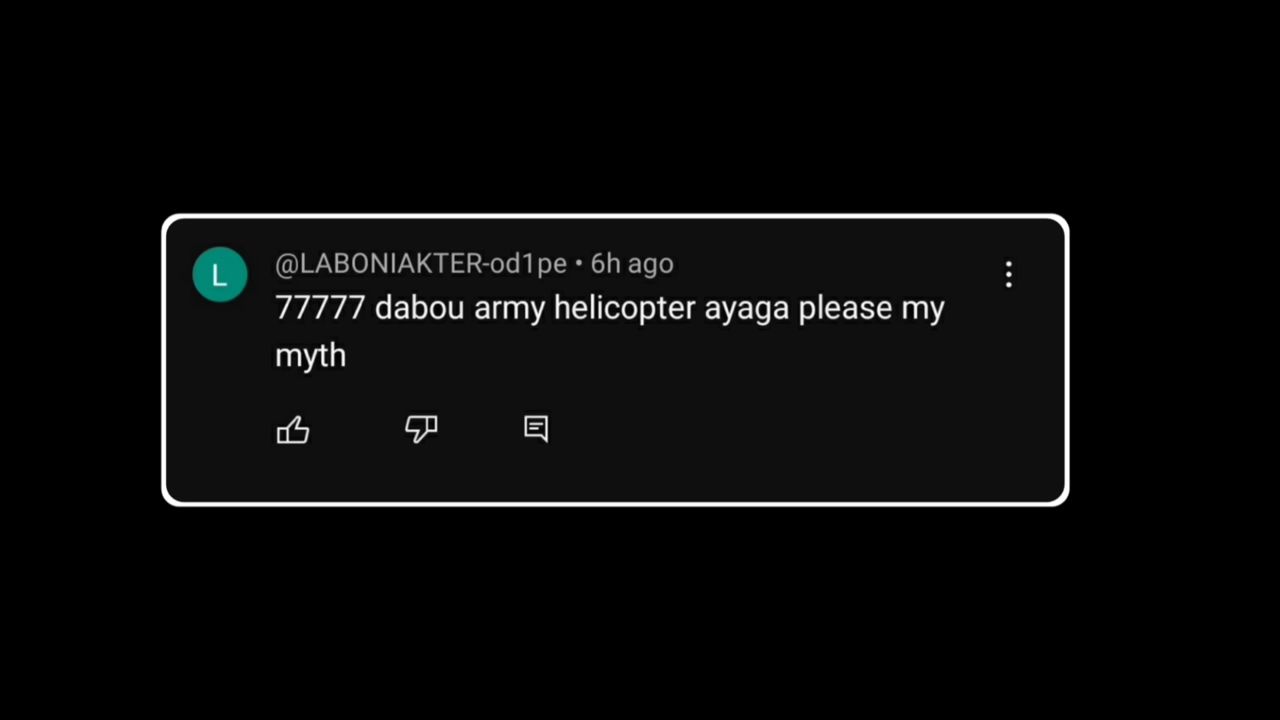 L
@LABONIAKTER-od1pe • 6h ago
77777 dabou army helicopter ayaga please my
myth